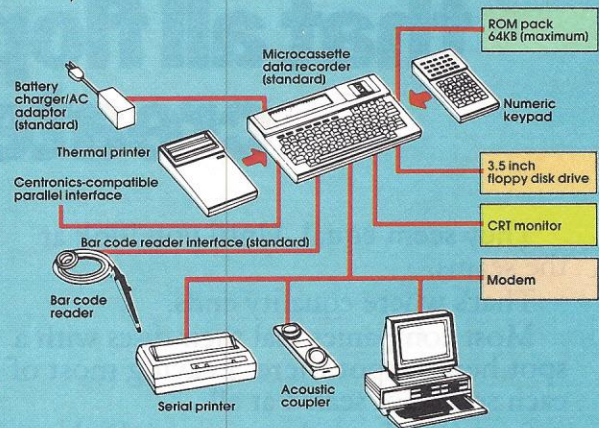 ROM pack
64KB (maximum)
Microcassette
data recorder
(standard)
Battery
charger/AC
adaptor
(standard)
Numeric
keypad
Thermal printer
3.5 inch
floppy disk drive
Centronics-compatible
parallel interface
CRT monitor
Bar code reader interface (standard)
Modem
Bar code
reader
Serial printer
Acoustic
coupler